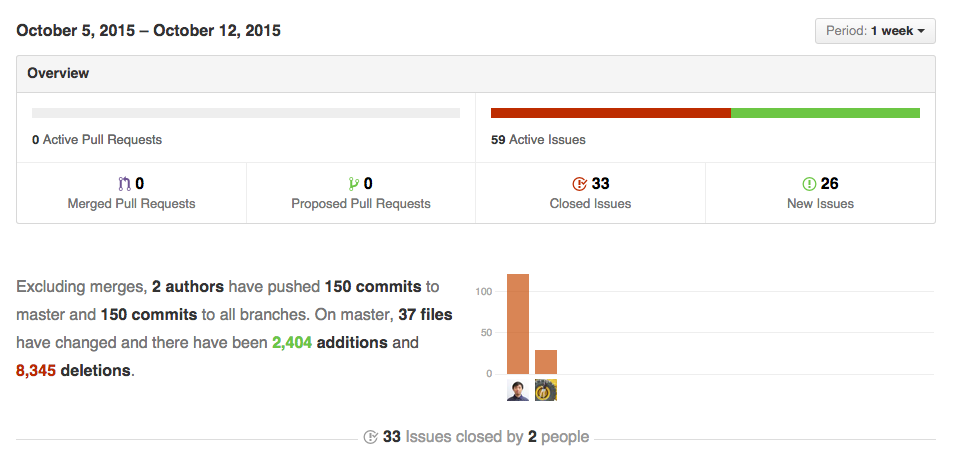 October 5, 2015 – October 12, 2015
Period: 1 week
Overview
0 Active Pull Requests
59 Active Issues
0
Merged Pull Requests
0
Proposed Pull Requests
33
Closed Issues
26
New Issues
Excluding merges, 2 authors have pushed 150 commits to
master and 150 commits to all branches. On master, 37 files
have changed and there have been 2,404 additions and
8,345 deletions.
100
50
0
33 Issues closed by 2 people